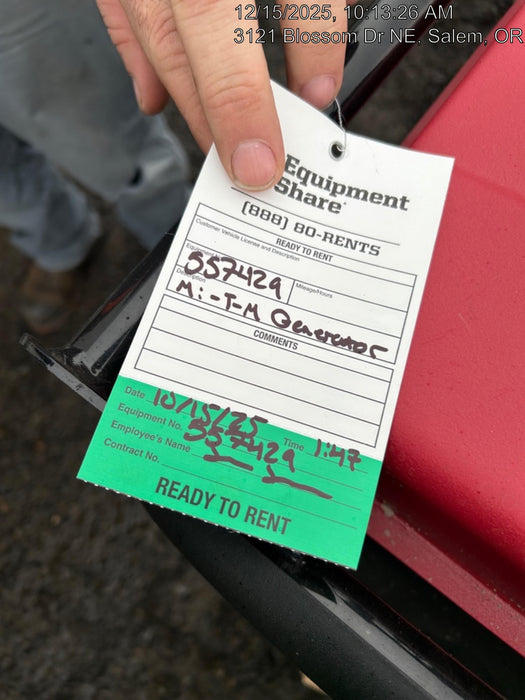 12/15/2025, 10:13:26 AM
3121 Blossom Dr NE, Salem, OR
Equipment
Share
(888) 80-RENTS
READY TO RENT
Customer Vehicle License and Description
557429
Mileage/Hours
Description
Mi-T-M Generator
COMMENTS
Date 10/15/25 Time 1:47
Equipment No. 557429
Employee's Name
Contract No.
READY TO RENT